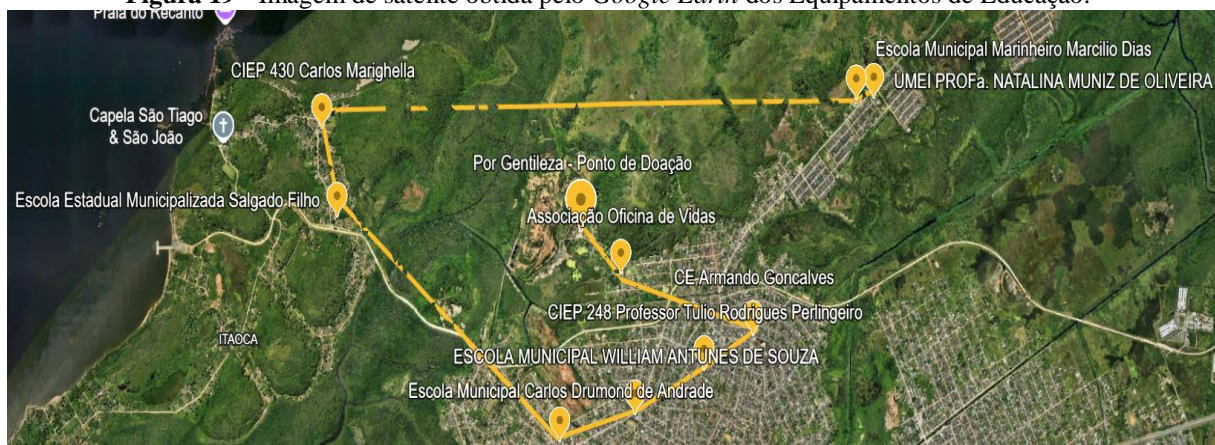 Figura 19 - Imagem de satélite obtida pelo Google Earth dos Equipamentos de Educação.
Praia do Recanto
Escola Municipal Marinheiro Marcilio Dias
CIEP 430 Carlos Marighella
UMEI PROFa. NATALINA MUNIZ DE OLIVEIRA
Capela São Tiago
& São João
Por Gentileza - Ponto de Doação
Escola Estadual Municipalizada Salgado Filho
Associação Oficina de Vidas
CE Armando Goncalves
CIEP 248 Professor Túlio Rodrigues Perlingeiro
ITAOCA
ESCOLA MUNICIPAL WILLIAM ANTUNES DE SOUZA
Escola Municipal Carlos Drumond de Andrade